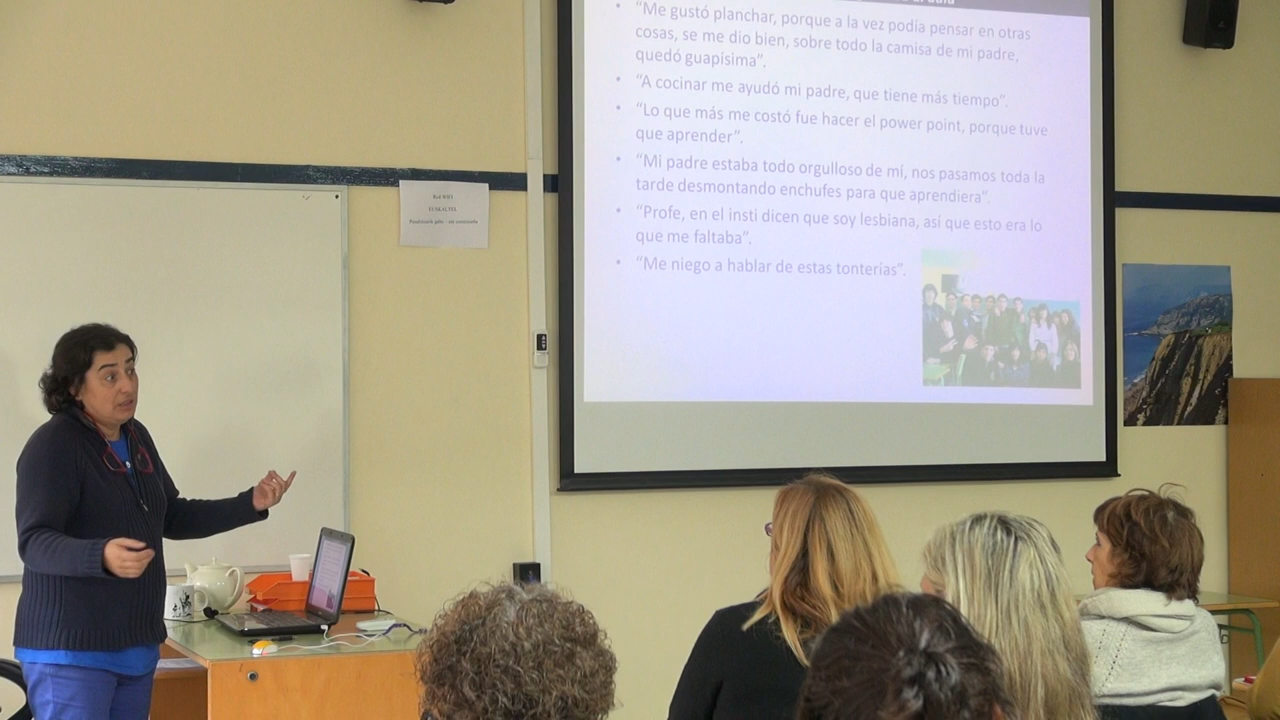 • “Me gustó planchar, porque a la vez podía pensar en otras
cosas, se me dio bien, sobre todo la camisa de mi padre,
quedó guapísima”.
• “A cocinar me ayudó mi padre, que tiene más tiempo”.
• “Lo que más me costó fue hacer el power point, porque tuve
que aprender”.
• “Mi padre estaba todo orgulloso de mí, nos pasamos toda la
tarde desmontando enchufes para que aprendiera”.
• “Profe, en el insti dicen que soy lesbiana, así que esto era lo
que me faltaba”.
• “Me niego a hablar de estas tonterías”.
Red WIFI
EUSKALTEL